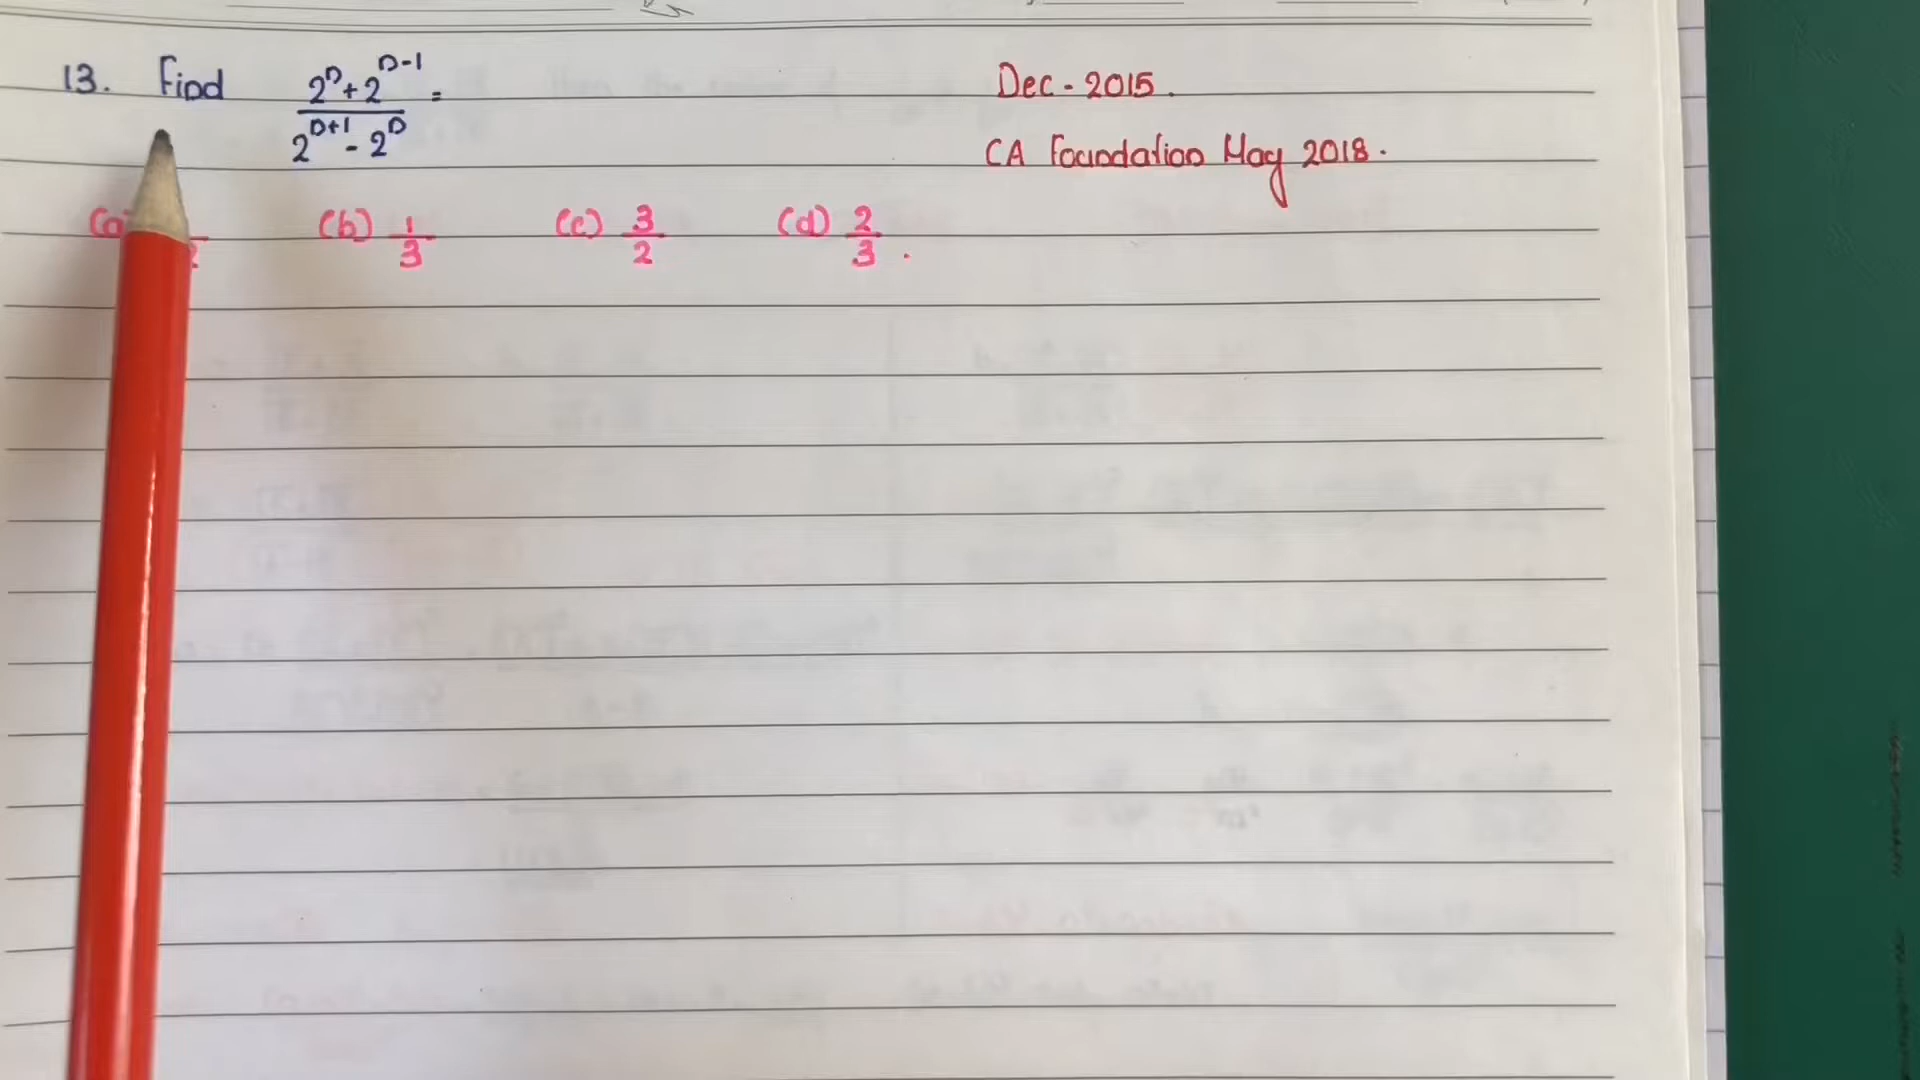 13. Find 2^n + 2^(n-1) / 2^(n+1) - 2^n =
Dec - 2015.
CA Foundation May 2018.
(a) (b) 1/3 (c) 3/2 (d) 2/3.